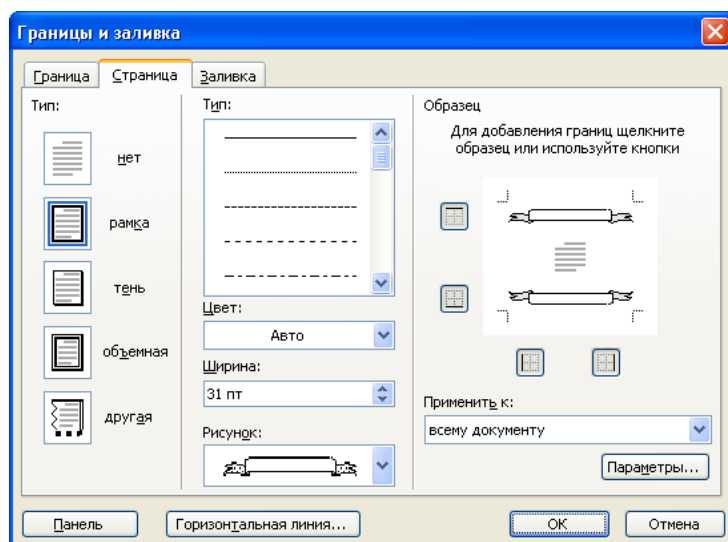 Границы и заливка
Граница
Страница
Заливка
Тип:
нет
рамка
тень
объемная
другая
Тип:
Цвет:
Авто
Ширина:
31 пт
Рисунок:
Образец
Для добавления границ щелкните
образец или используйте кнопки
Применить к:
всему документу
Параметры...
Панель
Горизонтальная линия...
ОК
Отмена